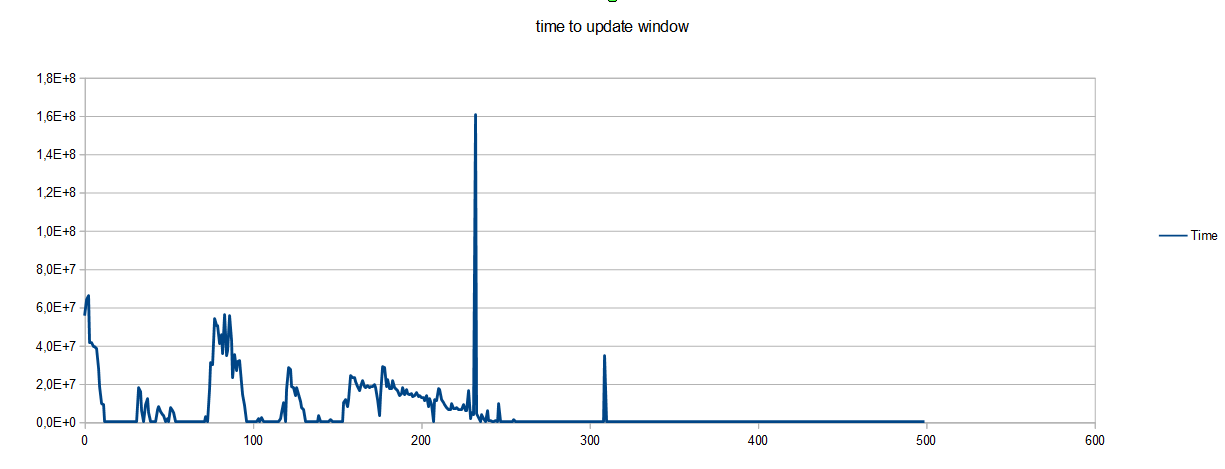 time to update window
1,8E+8
1,6E+8
1,4E+8
1,2E+8
1,0E+8
8,0E+7
6,0E+7
4,0E+7
2,0E+7
0,0E+0
0 100 200 300 400 500 600
Time